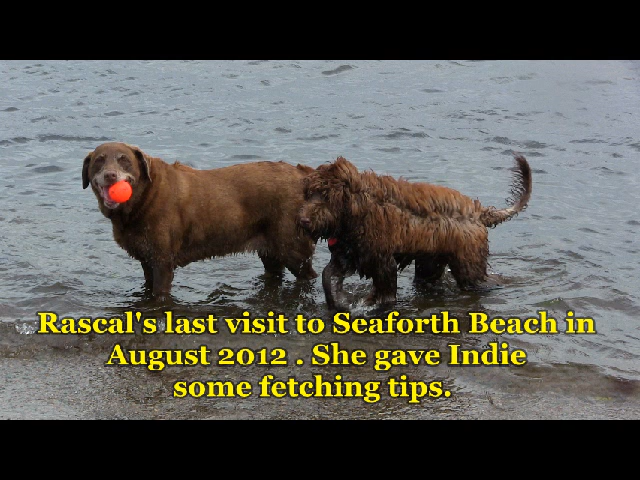 Rascal's last visit to Seaforth Beach in
August 2012 . She gave Indie
some fetching tips.